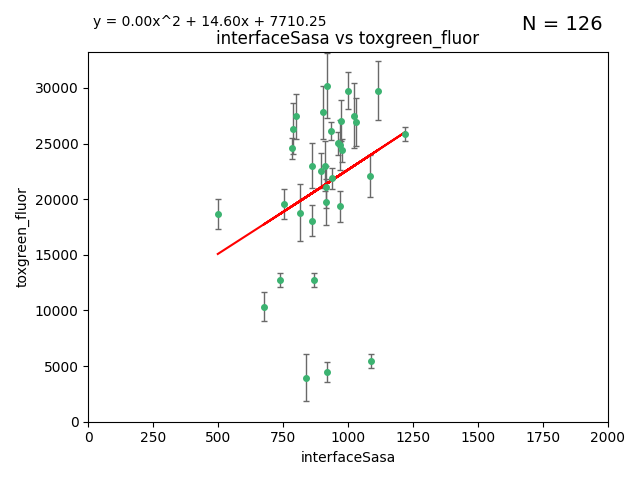 y = 0.00x^2 + 14.60x + 7710.25
N = 126
interfaceSasa vs toxgreen_fluor
toxgreen_fluor
30000
25000
20000
15000
10000
5000
0
0 250 500 750 1000 1250 1500 1750 2000
interfaceSasa